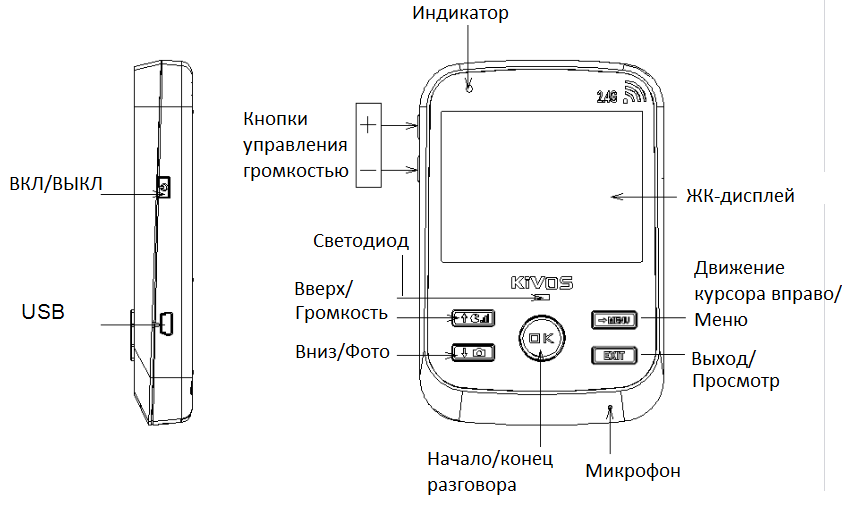 Индикатор
2.4G
Кнопки
управления
громкостью
+
−
ВКЛ/ВЫКЛ
ЖК-дисплей
Светодиод
KiVOS
Движение
курсора вправо/
Меню
Вверх/
Громкость
USB
MENU
OK
Вниз/Фото
EXIT
Выход/
Просмотр
Начало/конец
разговора
Микрофон